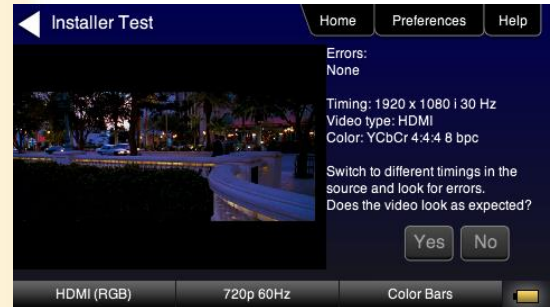 Installer Test
Home
Preferences
Help
Errors:
None
Timing: 1920 x 1080 i 30 Hz
Video type: HDMI
Color: YCbCr 4:4:4 8 bpc
Switch to different timings in the
source and look for errors.
Does the video look as expected?
Yes
No
HDMI (RGB)
720p 60Hz
Color Bars